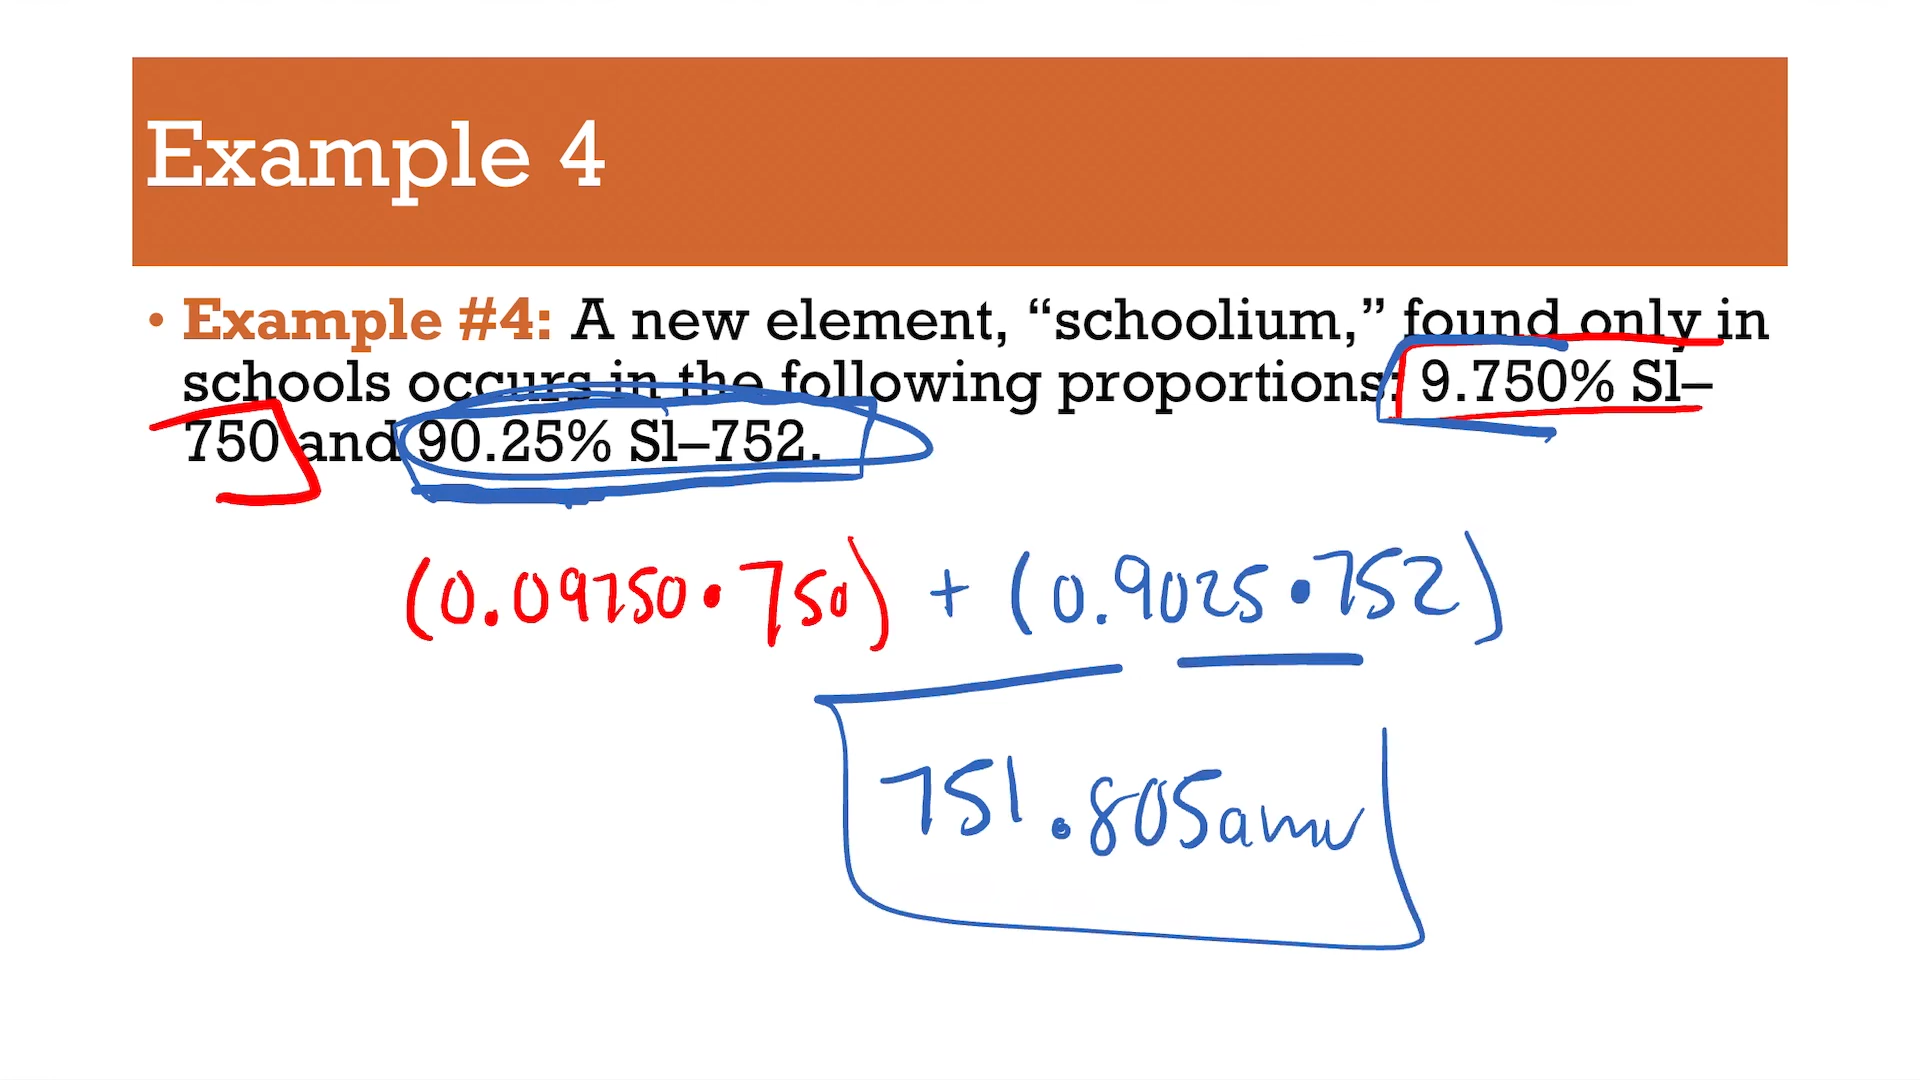 Example 4
• Example #4: A new element, “schoolium,” found only in
schools occurs in the following proportions: 9.750% Sl–
750 and 90.25% Sl–752.
(0.09750•750) + (0.9025•752)
751.805amu